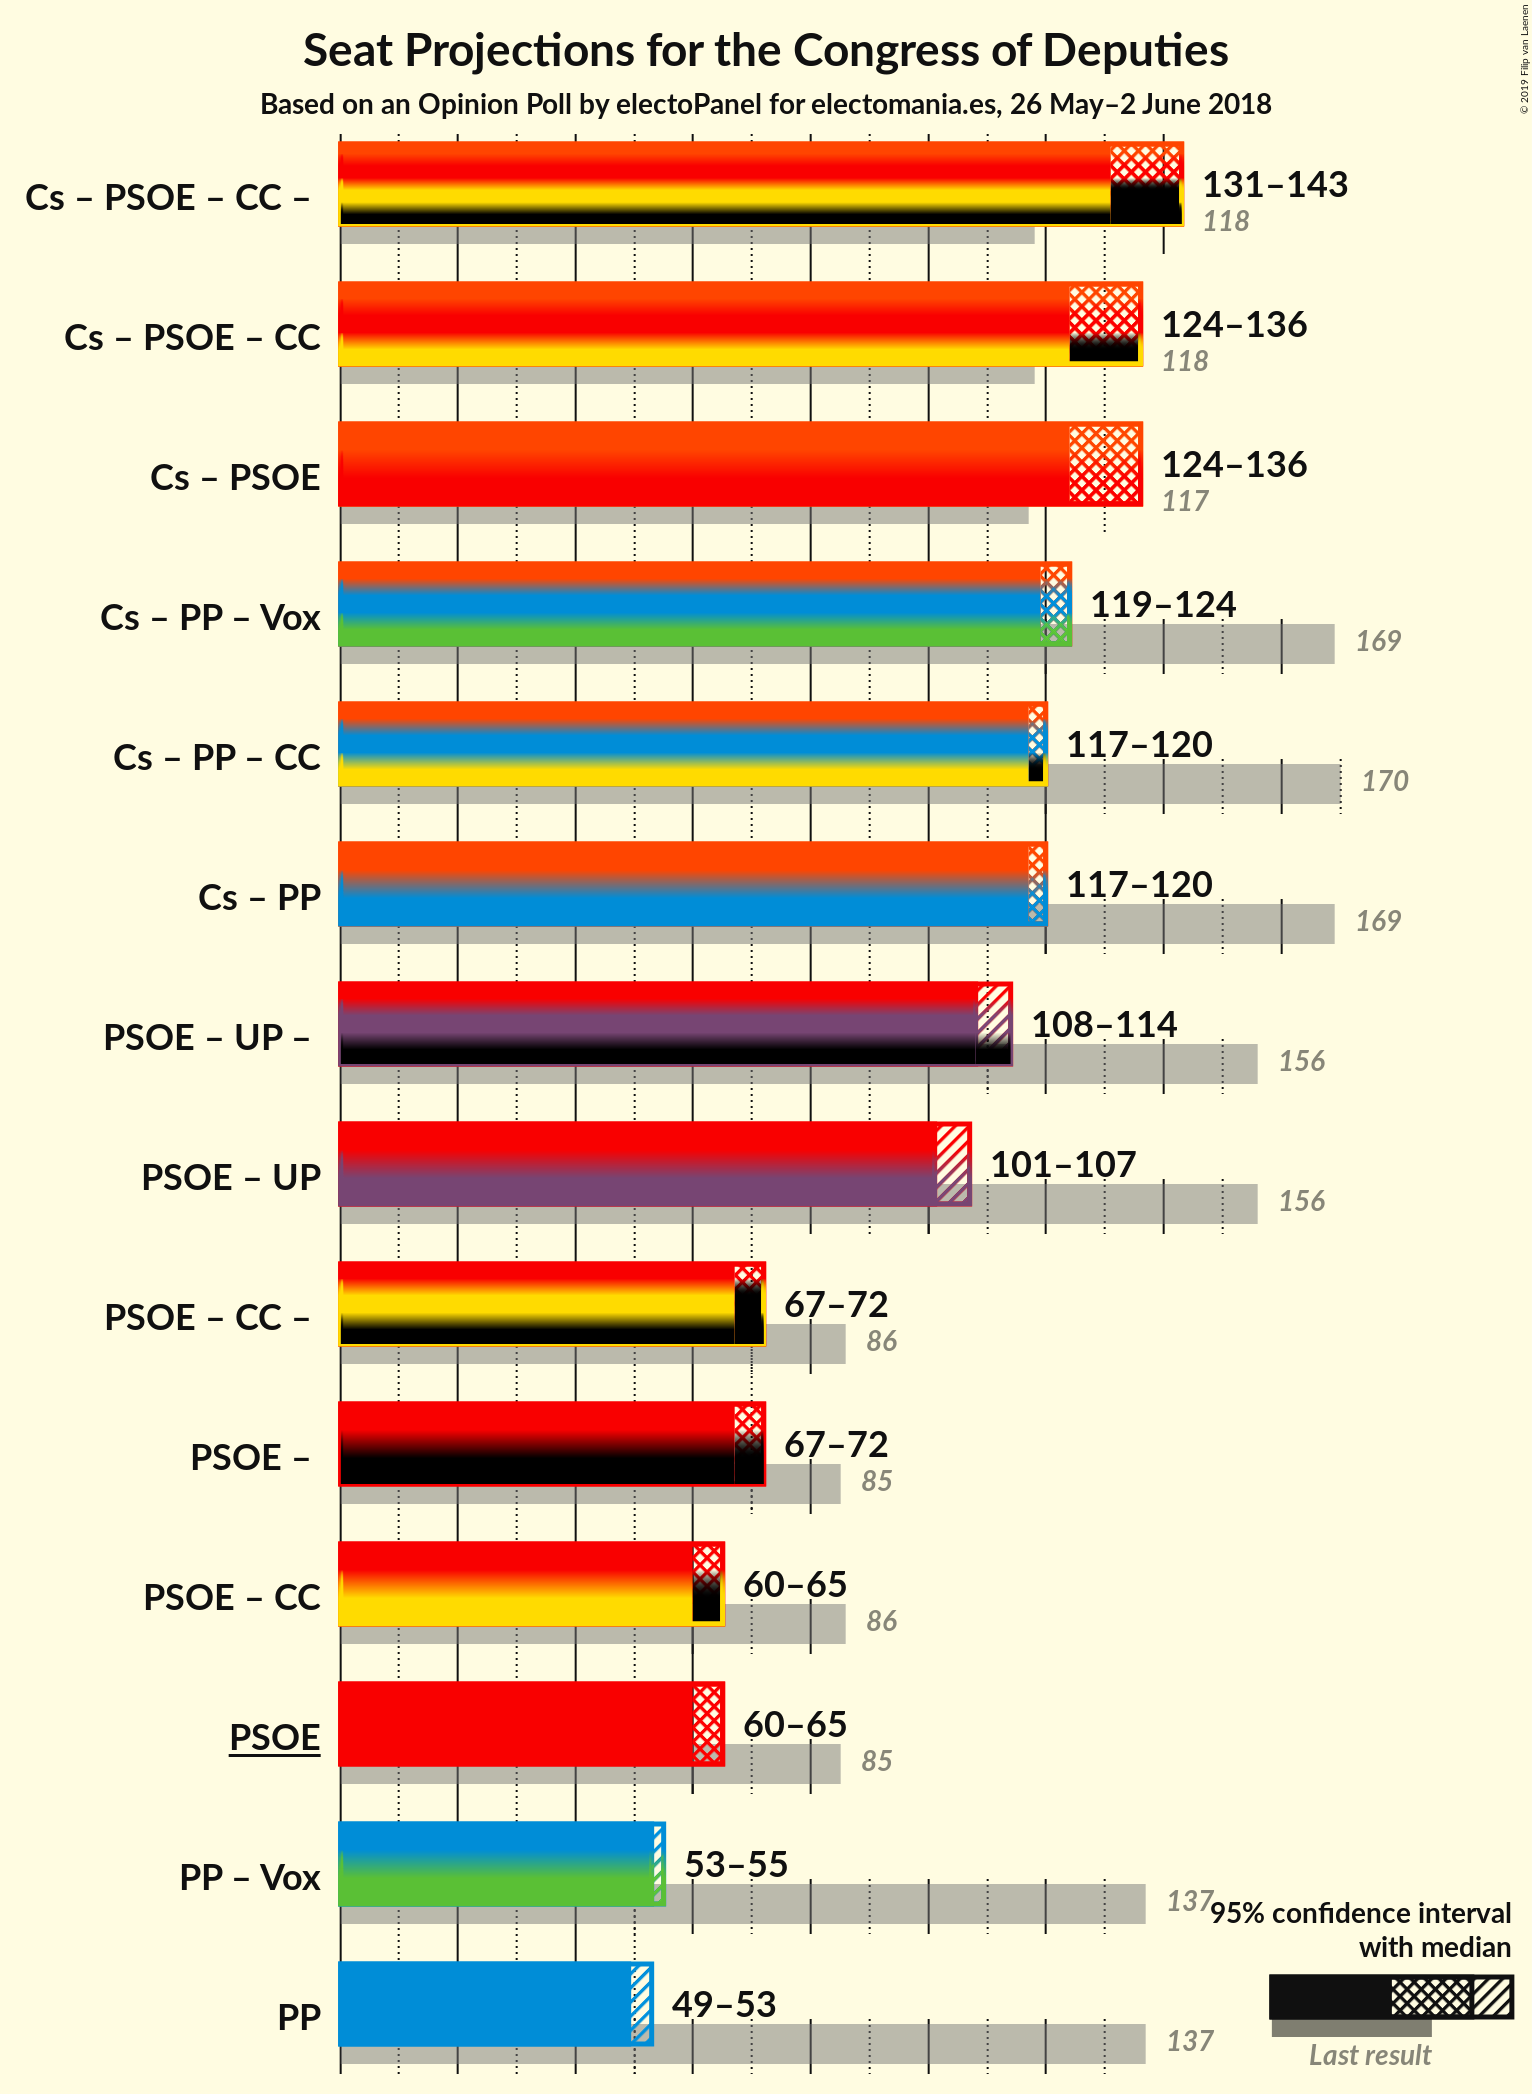 Seat Projections for the Congress of Deputies
Based on an Opinion Poll by electoPanel for electomania.es, 26 May–2 June 2018
© 2019 Filip van Laenen
Cs – PSOE – CC –
131–143
118
Cs – PSOE – CC
124–136
118
Cs – PSOE
124–136
117
Cs – PP – Vox
119–124
169
Cs – PP – CC
117–120
170
Cs – PP
117–120
169
PSOE – UP –
108–114
156
PSOE – UP
101–107
156
PSOE – CC –
67–72
86
PSOE –
67–72
85
PSOE – CC
60–65
86
PSOE
60–65
85
PP – Vox
53–55
137
PP
49–53
137
95% confidence interval
with median
Last result